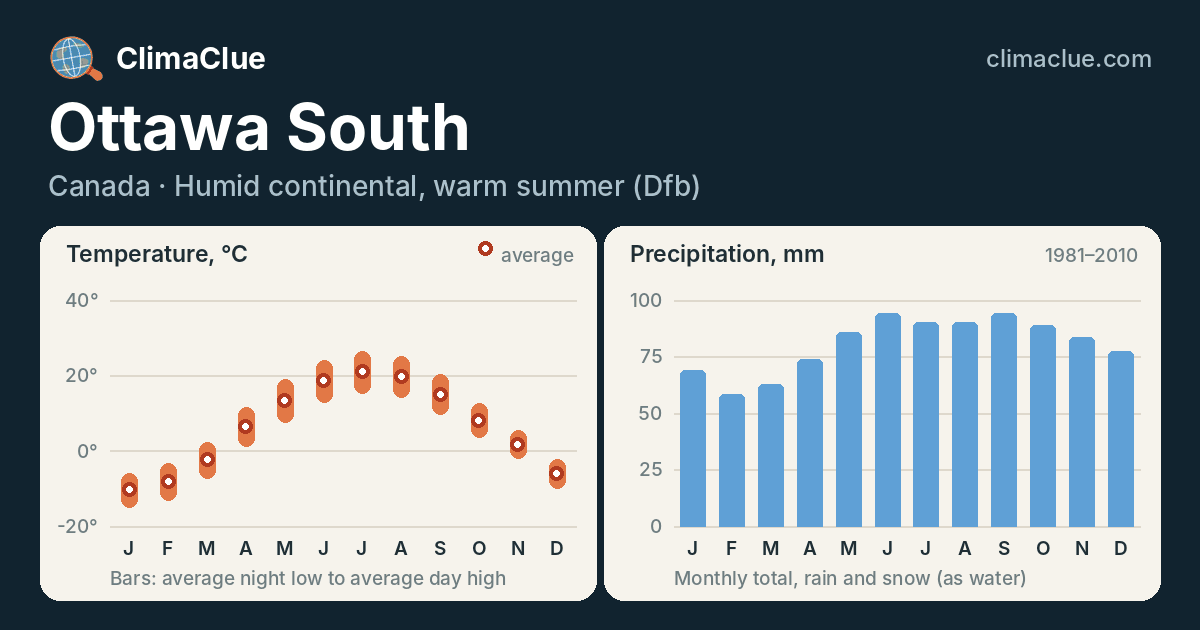 ClimaClue
climaclue.com
Ottawa South
Canada · Humid continental, warm summer (Dfb)
Temperature, °C
average
40°
20°
0°
-20°
J F M A M J J A S O N D
Bars: average night low to average day high
Precipitation, mm
1981–2010
100
75
50
25
0
J F M A M J J A S O N D
Monthly total, rain and snow (as water)